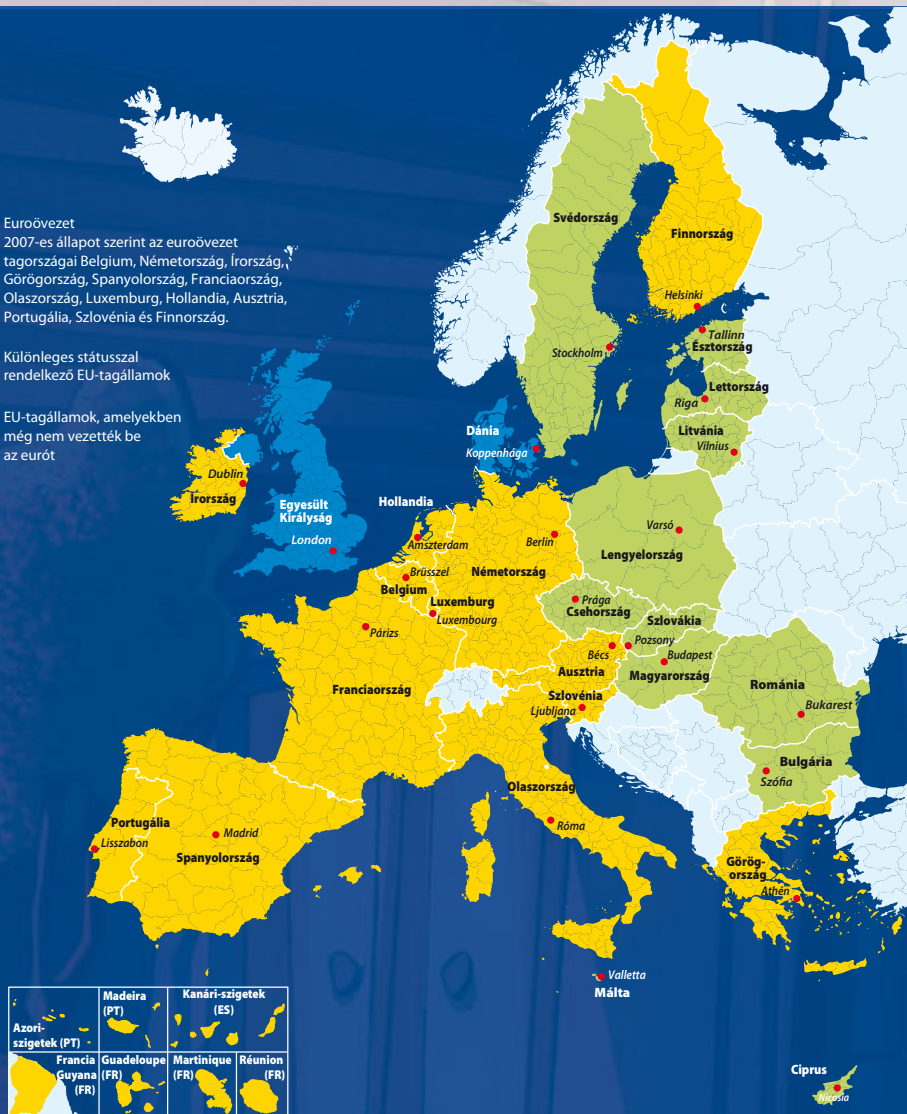 Euroövezet
2007-es állapot szerint az euroövezet
tagországai Belgium, Németország, Írország,
Görögország, Spanyolország, Franciaország,
Olaszország, Luxemburg, Hollandia, Ausztria,
Portugália, Szlovénia és Finnország.
Különleges státusszal
rendelkező EU-tagállamok
EU-tagállamok, amelyekben
még nem vezették be
az eurót
Svédország
Finnország
Helsinki
Stockholm
Tallinn
Észtország
Lettország
Riga
Litvánia
Vilnius
Dánia
Koppenhága
Dublin
Írország
Egyesült
Királyság
London
Hollandia
Amszterdam
Berlin
Varsó
Lengyelország
Németország
Brüsszel
Belgium
Luxemburg
Luxembourg
Prága
Csehország
Szlovákia
Párizs
Pozsony
Bécs
Budapest
Ausztria
Magyarország
Franciaország
Szlovénia
Ljubljana
Románia
Bukarest
Bulgária
Szófia
Olaszország
Róma
Portugália
Lisszabon
Madrid
Spanyolország
Görög-
ország
Athén
Valletta
Málta
Azori-
szigetek (PT)
Madeira
(PT)
Kanári-szigetek
(ES)
Francia
Guyana
(FR)
Guadeloupe
(FR)
Martinique
(FR)
Réunion
(FR)
Ciprus
Nicosia